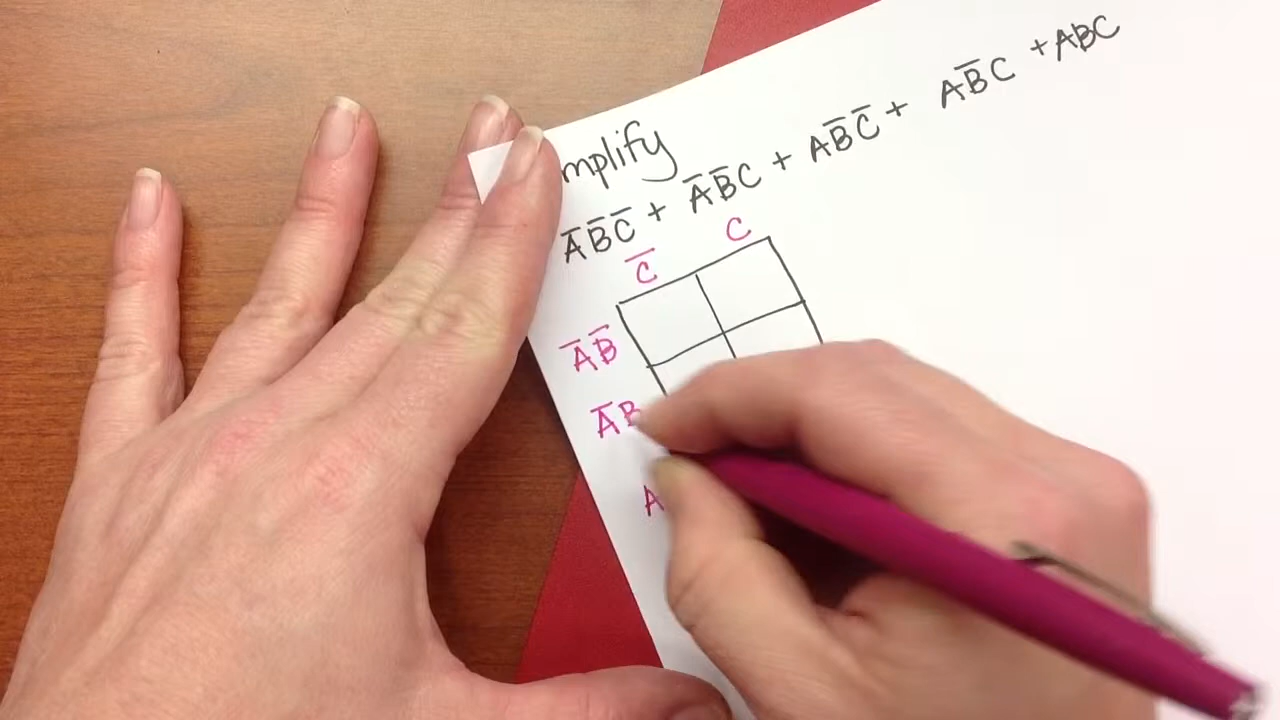 mplify
A̅B̅C̅ + A̅B̅C + AB̅C̅ + AB̅C + ABC
C̅ C
A̅B̅
A̅B
A